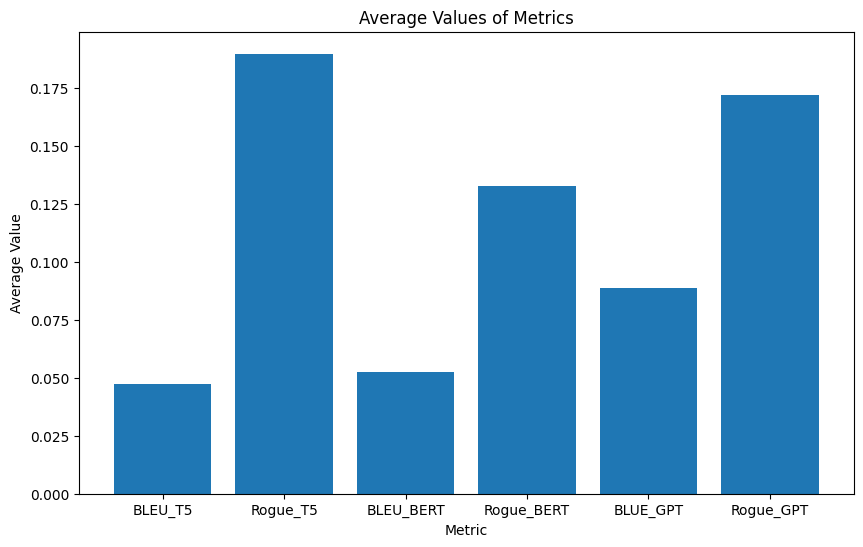 Average Values of Metrics
Average Value
0.175
0.150
0.125
0.100
0.075
0.050
0.025
0.000
BLEU_T5 Rogue_T5 BLEU_BERT Rogue_BERT BLUE_GPT Rogue_GPT
Metric